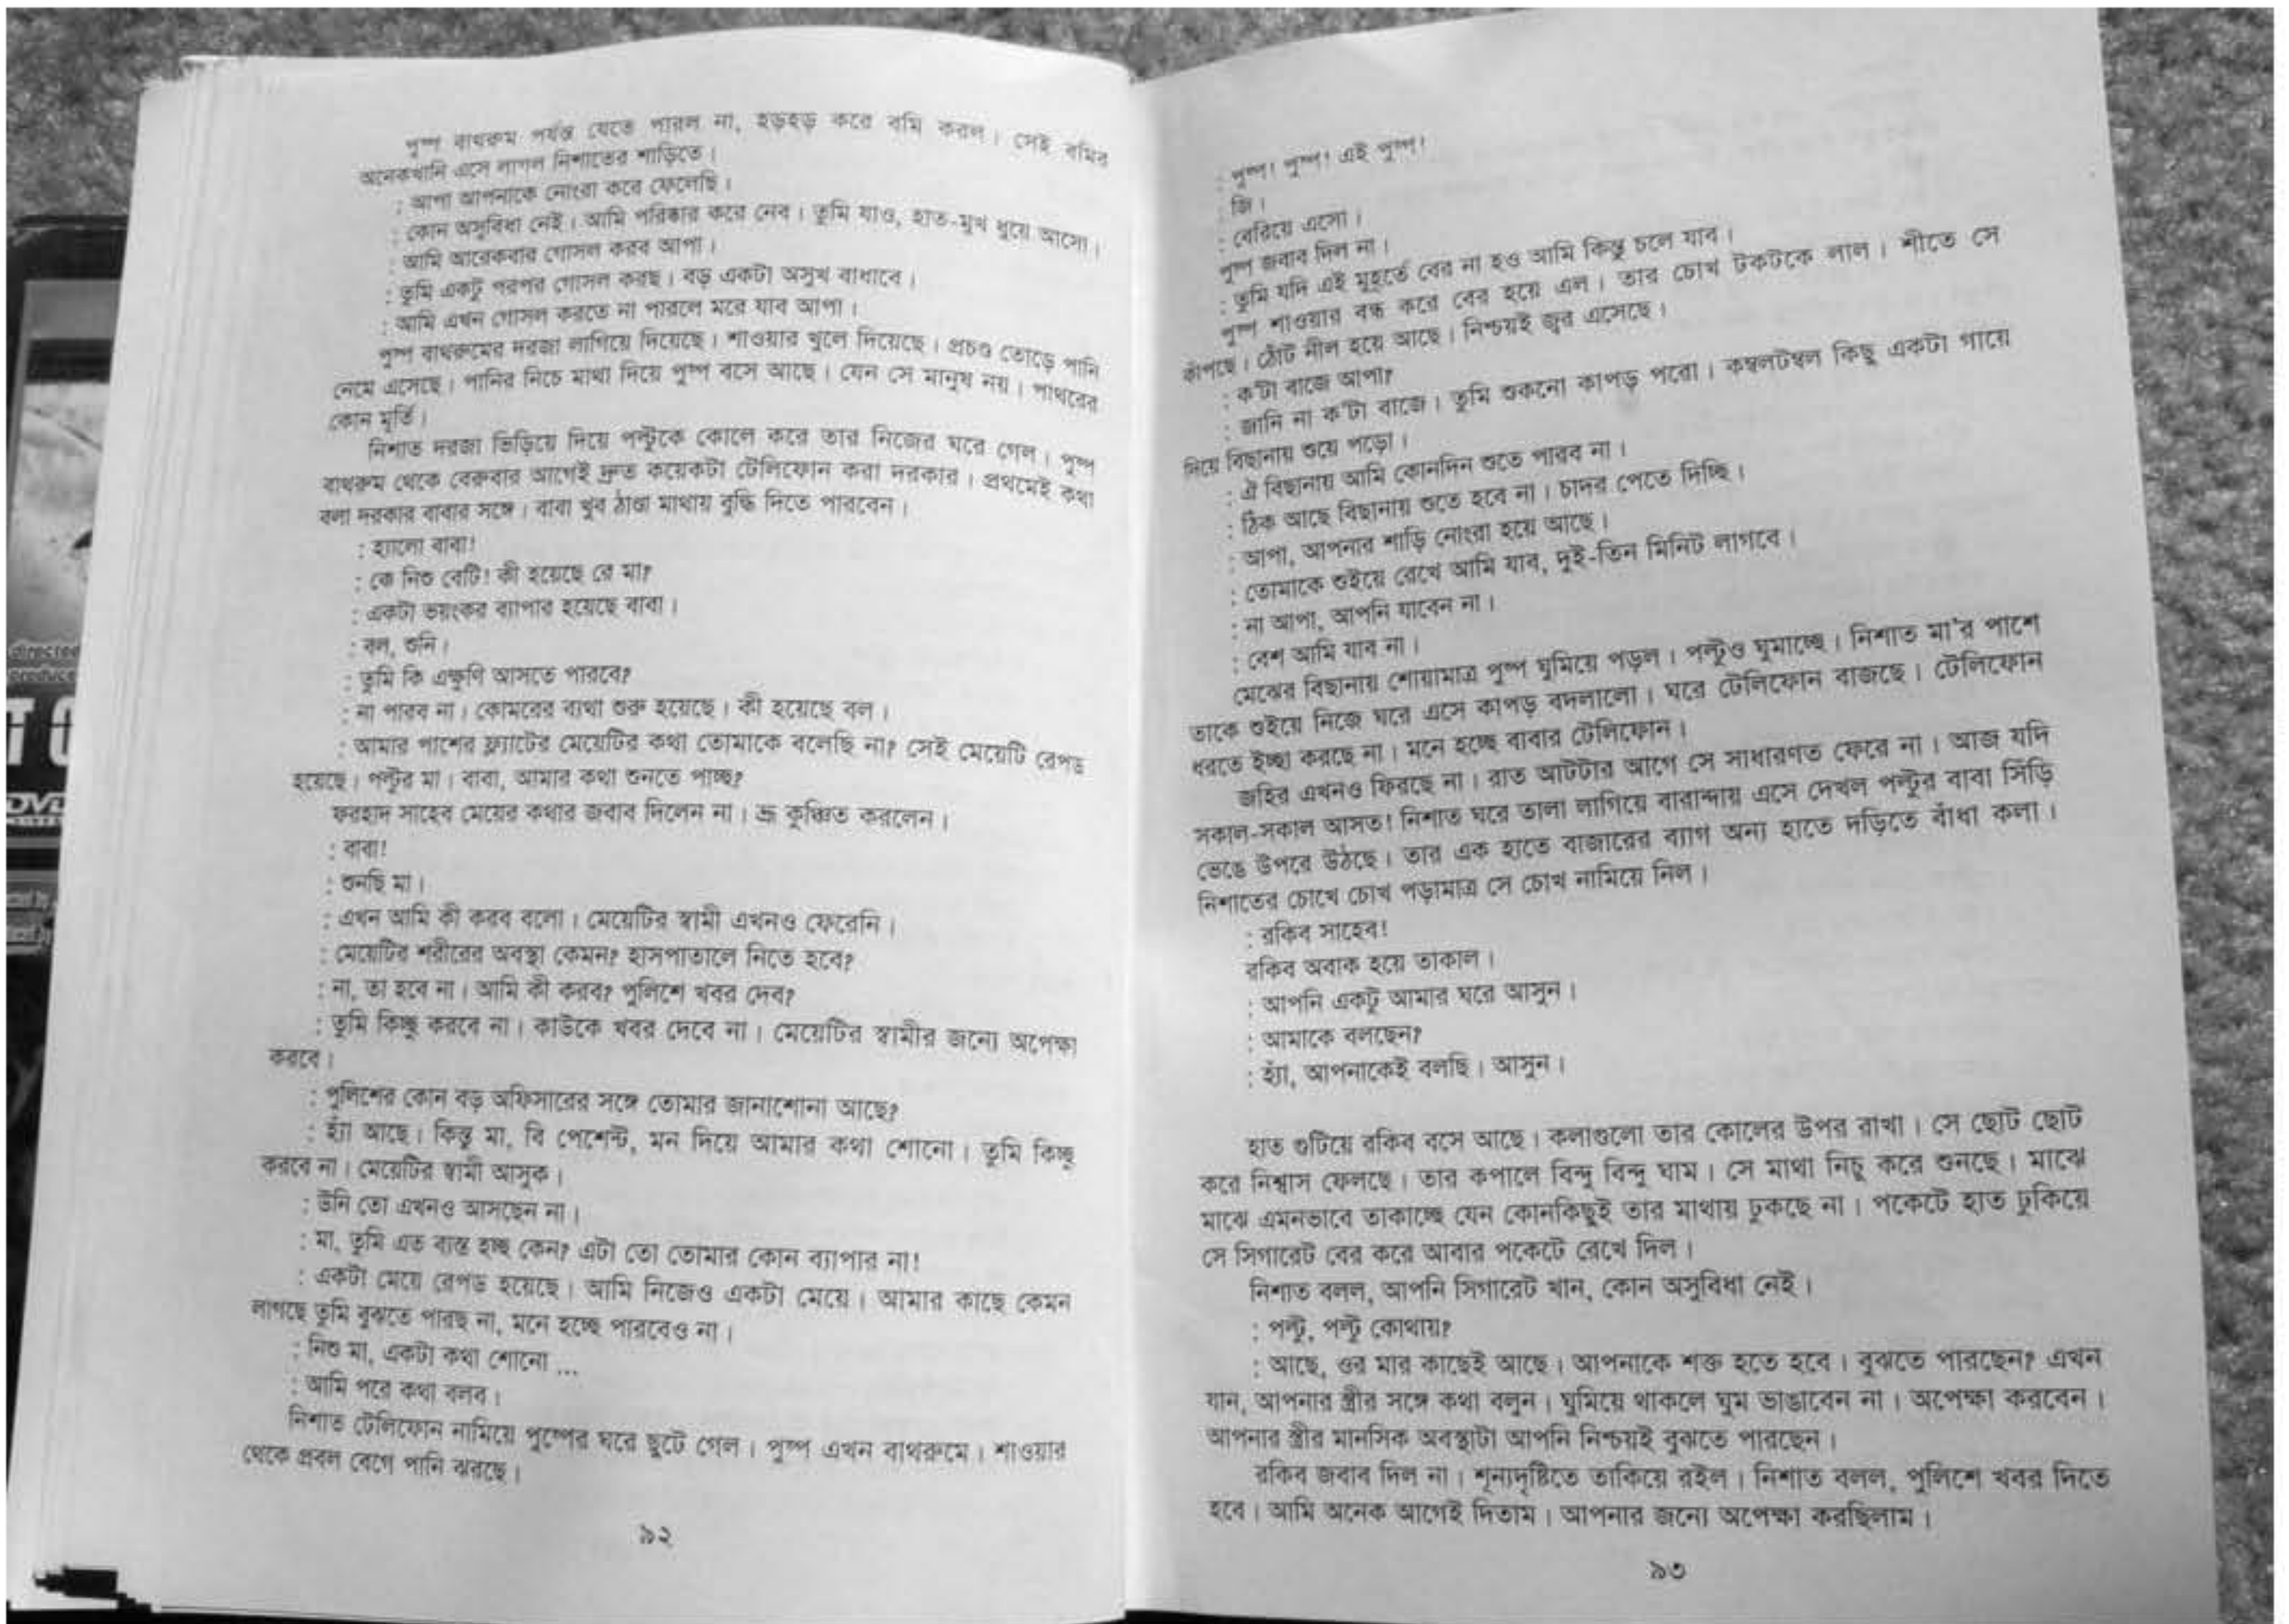 পুষ্প বাথরুম পর্যন্ত যেতে পারল না, হড়হড় করে বমি করল। সেই বমির
অনেকখানি এসে লাগল নিশাতের শাড়িতে।
: আপা আপনাকে নোংরা করে ফেলেছি।
: কোন অসুবিধা নেই। আমি পরিষ্কার করে নেব। তুমি যাও, হাত-মুখ ধুয়ে আসো।
: আমি আরেকবার গোসল করব আপা।
: তুমি একটু পরপর গোসল করছ। বড় একটা অসুখ বাধাবে।
: আমি এখন গোসল করতে না পারলে মরে যাব আপা।
পুষ্প বাথরুমের দরজা লাগিয়ে দিয়েছে। শাওয়ার খুলে দিয়েছে। প্রচণ্ড তোড়ে পানি
নেমে এসেছে। পানির নিচে মাথা দিয়ে পুষ্প বসে আছে। যেন সে মানুষ নয়। পাথরের
কোন মূর্তি।
নিশাত দরজা ভিড়িয়ে দিয়ে পল্টুকে কোলে করে তার নিজের ঘরে গেল। পুষ্প
বাথরুম থেকে বেরুবার আগেই দ্রুত কয়েকটা টেলিফোন করা দরকার। প্রথমেই কথা
বলা দরকার বাবার সঙ্গে। বাবা খুব ঠাণ্ডা মাথায় বুদ্ধি দিতে পারবেন।
: হ্যালো বাবা!
: কে নিশু বেটি! কী হয়েছে রে মা?
: একটা ভয়ংকর ব্যাপার হয়েছে বাবা।
: বল, শুনি।
: তুমি কি এক্ষুণি আসতে পারবে?
: না পারব না। কোমরের ব্যথা শুরু হয়েছে। কী হয়েছে বল।
: আমার পাশের ফ্ল্যাটের মেয়েটির কথা তোমাকে বলেছি না? সেই মেয়েটি রেপড
হয়েছে। পল্টুর মা। বাবা, আমার কথা শুনতে পাচ্ছ?
ফরহাদ সাহেব মেয়ের কথার জবাব দিলেন না। ভ্রূ কুঞ্চিত করলেন।
: বাবা!
: শুনছি মা।
: এখন আমি কী করব বলো। মেয়েটির স্বামী এখনও ফেরেনি।
: মেয়েটির শরীরের অবস্থা কেমন? হাসপাতালে নিতে হবে?
: না, তা হবে না। আমি কী করব? পুলিশে খবর দেব?
: তুমি কিচ্ছু করবে না। কাউকে খবর দেবে না। মেয়েটির স্বামীর জন্যে অপেক্ষা
করবে।
: পুলিশের কোন বড় অফিসারের সঙ্গে তোমার জানাশোনা আছে?
: হ্যাঁ আছে। কিন্তু মা, বি পেশেন্ট, মন দিয়ে আমার কথা শোনো। তুমি কিচ্ছু
করবে না। মেয়েটির স্বামী আসুক।
: উনি তো এখনও আসছেন না।
: মা, তুমি এত ব্যস্ত হচ্ছ কেন? এটা তো তোমার কোন ব্যাপার না!
: একটা মেয়ে রেপড হয়েছে। আমি নিজেও একটা মেয়ে। আমার কাছে কেমন
লাগছে তুমি বুঝতে পারছ না, মনে হচ্ছে পারবেও না।
: নিশু মা, একটা কথা শোনো ...
: আমি পরে কথা বলব।
নিশাত টেলিফোন নামিয়ে পুষ্পের ঘরে ছুটে গেল। পুষ্প এখন বাথরুমে। শাওয়ার
থেকে প্রবল বেগে পানি ঝরছে।
৯২
: পুষ্প! পুষ্প! এই পুষ্প!
: জি।
: বেরিয়ে এসো।
পুষ্প জবাব দিল না।
: তুমি যদি এই মুহূর্তে বের না হও আমি কিন্তু চলে যাব।
পুষ্প শাওয়ার বন্ধ করে বের হয়ে এল। তার চোখ টকটকে লাল। শীতে সে
কাঁপছে। ঠোঁট নীল হয়ে আছে। নিশ্চয়ই জ্বর এসেছে।
: ক'টা বাজে আপা?
: জানি না ক'টা বাজে। তুমি শুকনো কাপড় পরো। কম্বলটম্বল কিছু একটা গায়ে
দিয়ে বিছানায় শুয়ে পড়ো।
: ঐ বিছানায় আমি কোনদিন শুতে পারব না।
: ঠিক আছে বিছানায় শুতে হবে না। চাদর পেতে দিচ্ছি।
: আপা, আপনার শাড়ি নোংরা হয়ে আছে।
: তোমাকে শুইয়ে রেখে আমি যাব, দুই-তিন মিনিট লাগবে।
: না আপা, আপনি যাবেন না।
: বেশ আমি যাব না।
মেঝের বিছানায় শোয়ামাত্র পুষ্প ঘুমিয়ে পড়ল। পল্টুও ঘুমাচ্ছে। নিশাত মা'র পাশে
তাকে শুইয়ে নিজে ঘরে এসে কাপড় বদলালো। ঘরে টেলিফোন বাজছে। টেলিফোন
ধরতে ইচ্ছা করছে না। মনে হচ্ছে বাবার টেলিফোন।
জহির এখনও ফিরছে না। রাত আটটার আগে সে সাধারণত ফেরে না। আজ যদি
সকাল-সকাল আসত! নিশাত ঘরে তালা লাগিয়ে বারান্দায় এসে দেখল পল্টুর বাবা সিঁড়ি
ভেঙে উপরে উঠছে। তার এক হাতে বাজারের ব্যাগ অন্য হাতে দড়িতে বাঁধা কলা।
নিশাতের চোখে চোখ পড়ামাত্র সে চোখ নামিয়ে নিল।
: রকিব সাহেব!
রকিব অবাক হয়ে তাকাল।
: আপনি একটু আমার ঘরে আসুন।
: আমাকে বলছেন?
: হ্যাঁ, আপনাকেই বলছি। আসুন।
হাত গুটিয়ে রকিব বসে আছে। কলাগুলো তার কোলের উপর রাখা। সে ছোট ছোট
করে নিশ্বাস ফেলছে। তার কপালে বিন্দু বিন্দু ঘাম। সে মাথা নিচু করে শুনছে। মাঝে
মাঝে এমনভাবে তাকাচ্ছে যেন কোনকিছুই তার মাথায় ঢুকছে না। পকেটে হাত ঢুকিয়ে
সে সিগারেট বের করে আবার পকেটে রেখে দিল।
নিশাত বলল, আপনি সিগারেট খান, কোন অসুবিধা নেই।
: পল্টু, পল্টু কোথায়?
: আছে, ওর মার কাছেই আছে। আপনাকে শক্ত হতে হবে। বুঝতে পারছেন? এখন
যান, আপনার স্ত্রীর সঙ্গে কথা বলুন। ঘুমিয়ে থাকলে ঘুম ভাঙাবেন না। অপেক্ষা করবেন।
আপনার স্ত্রীর মানসিক অবস্থাটা আপনি নিশ্চয়ই বুঝতে পারছেন।
রকিব জবাব দিল না। শূন্যদৃষ্টিতে তাকিয়ে রইল। নিশাত বলল, পুলিশে খবর দিতে
হবে। আমি অনেক আগেই দিতাম। আপনার জন্যে অপেক্ষা করছিলাম।
৯৩
directed
DVD